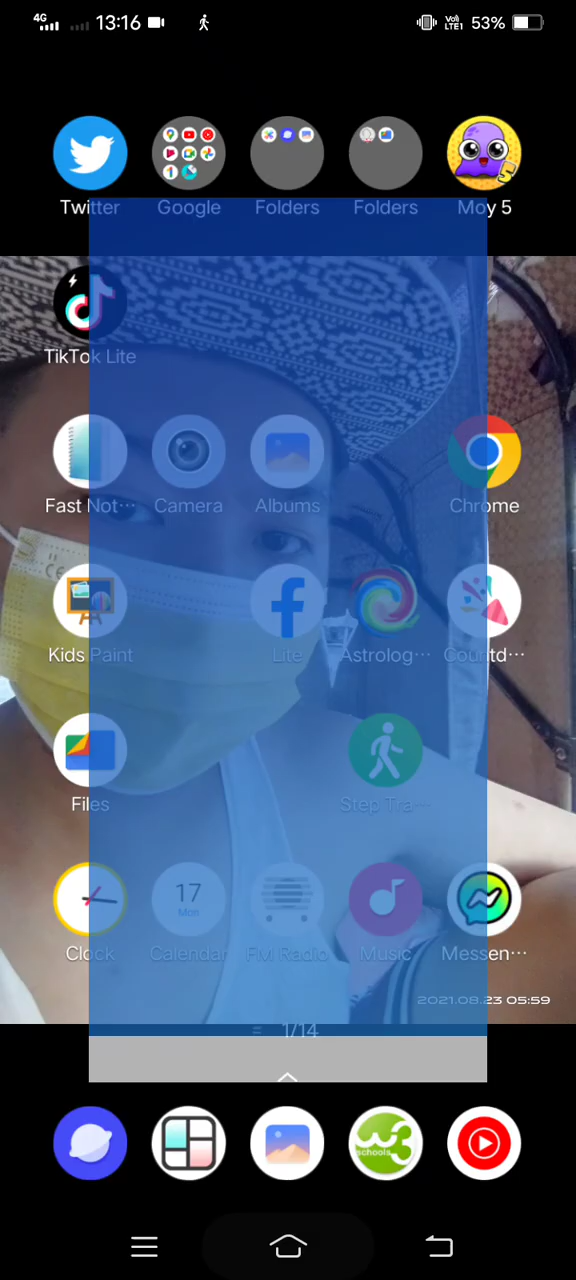 4G 13:16 VoLTE1 53%
Twitter Google Folders Folders Moy 5
TikTok Lite
Fast Not··· Camera Albums Chrome
Kids Paint Lite Astrolog··· Countd···
Files Step Tra···
17
Mon
Clock Calendar FM Radio Music Messen···
2021.08.23 05:59
1/14
w3
schools